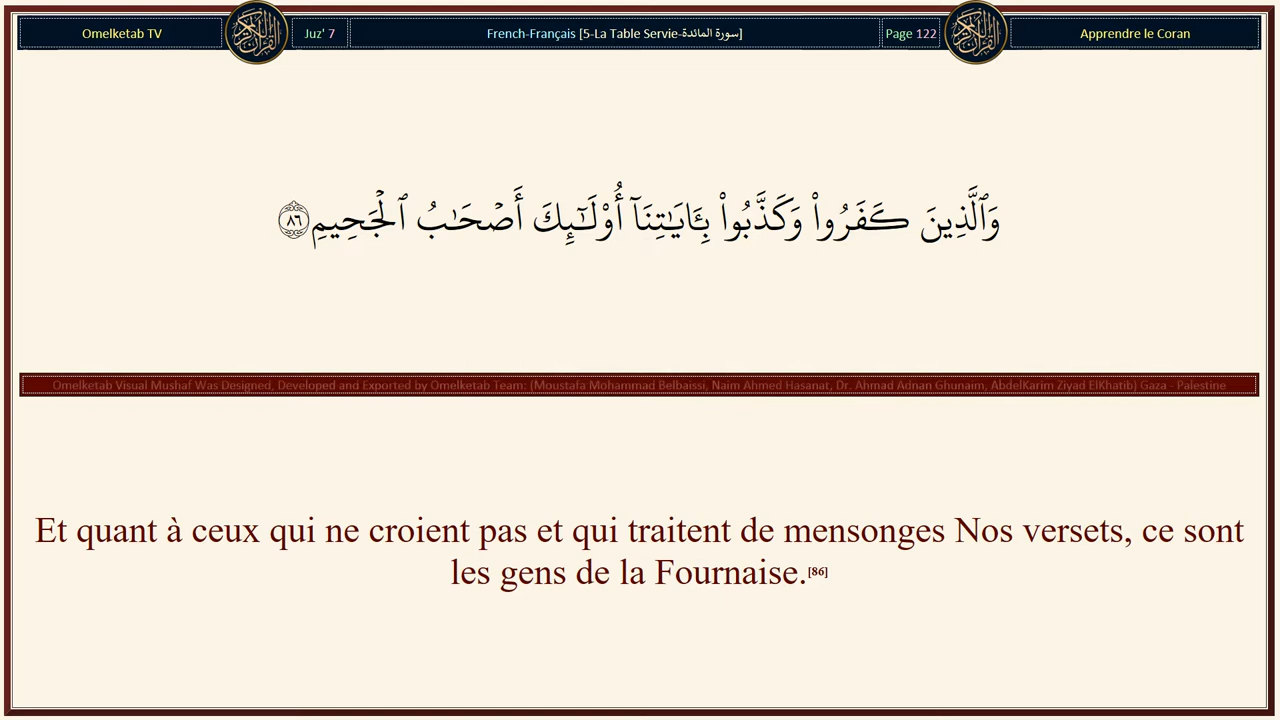 Omelketab TV
Juz' 7
French-Français [5-La Table Servie-سورة المائدة]
Page 122
Apprendre le Coran
وَٱلَّذِينَ كَفَرُوا۟ وَكَذَّبُوا۟ بِـَٔايَـٰتِنَآ أُو۟لَـٰٓئِكَ أَصْحَـٰبُ ٱلْجَحِيمِ ٨٦
Omelketab Visual Mushaf Was Designed, Developed and Exported by Omelketab Team: (Moustafa Mohammad Belbaissi, Naim Ahmed Hasanat, Dr. Ahmad Adnan Ghunaim, AbdelKarim Ziyad ElKhatib) Gaza - Palestine
Et quant à ceux qui ne croient pas et qui traitent de mensonges Nos versets, ce sont
les gens de la Fournaise.[86]